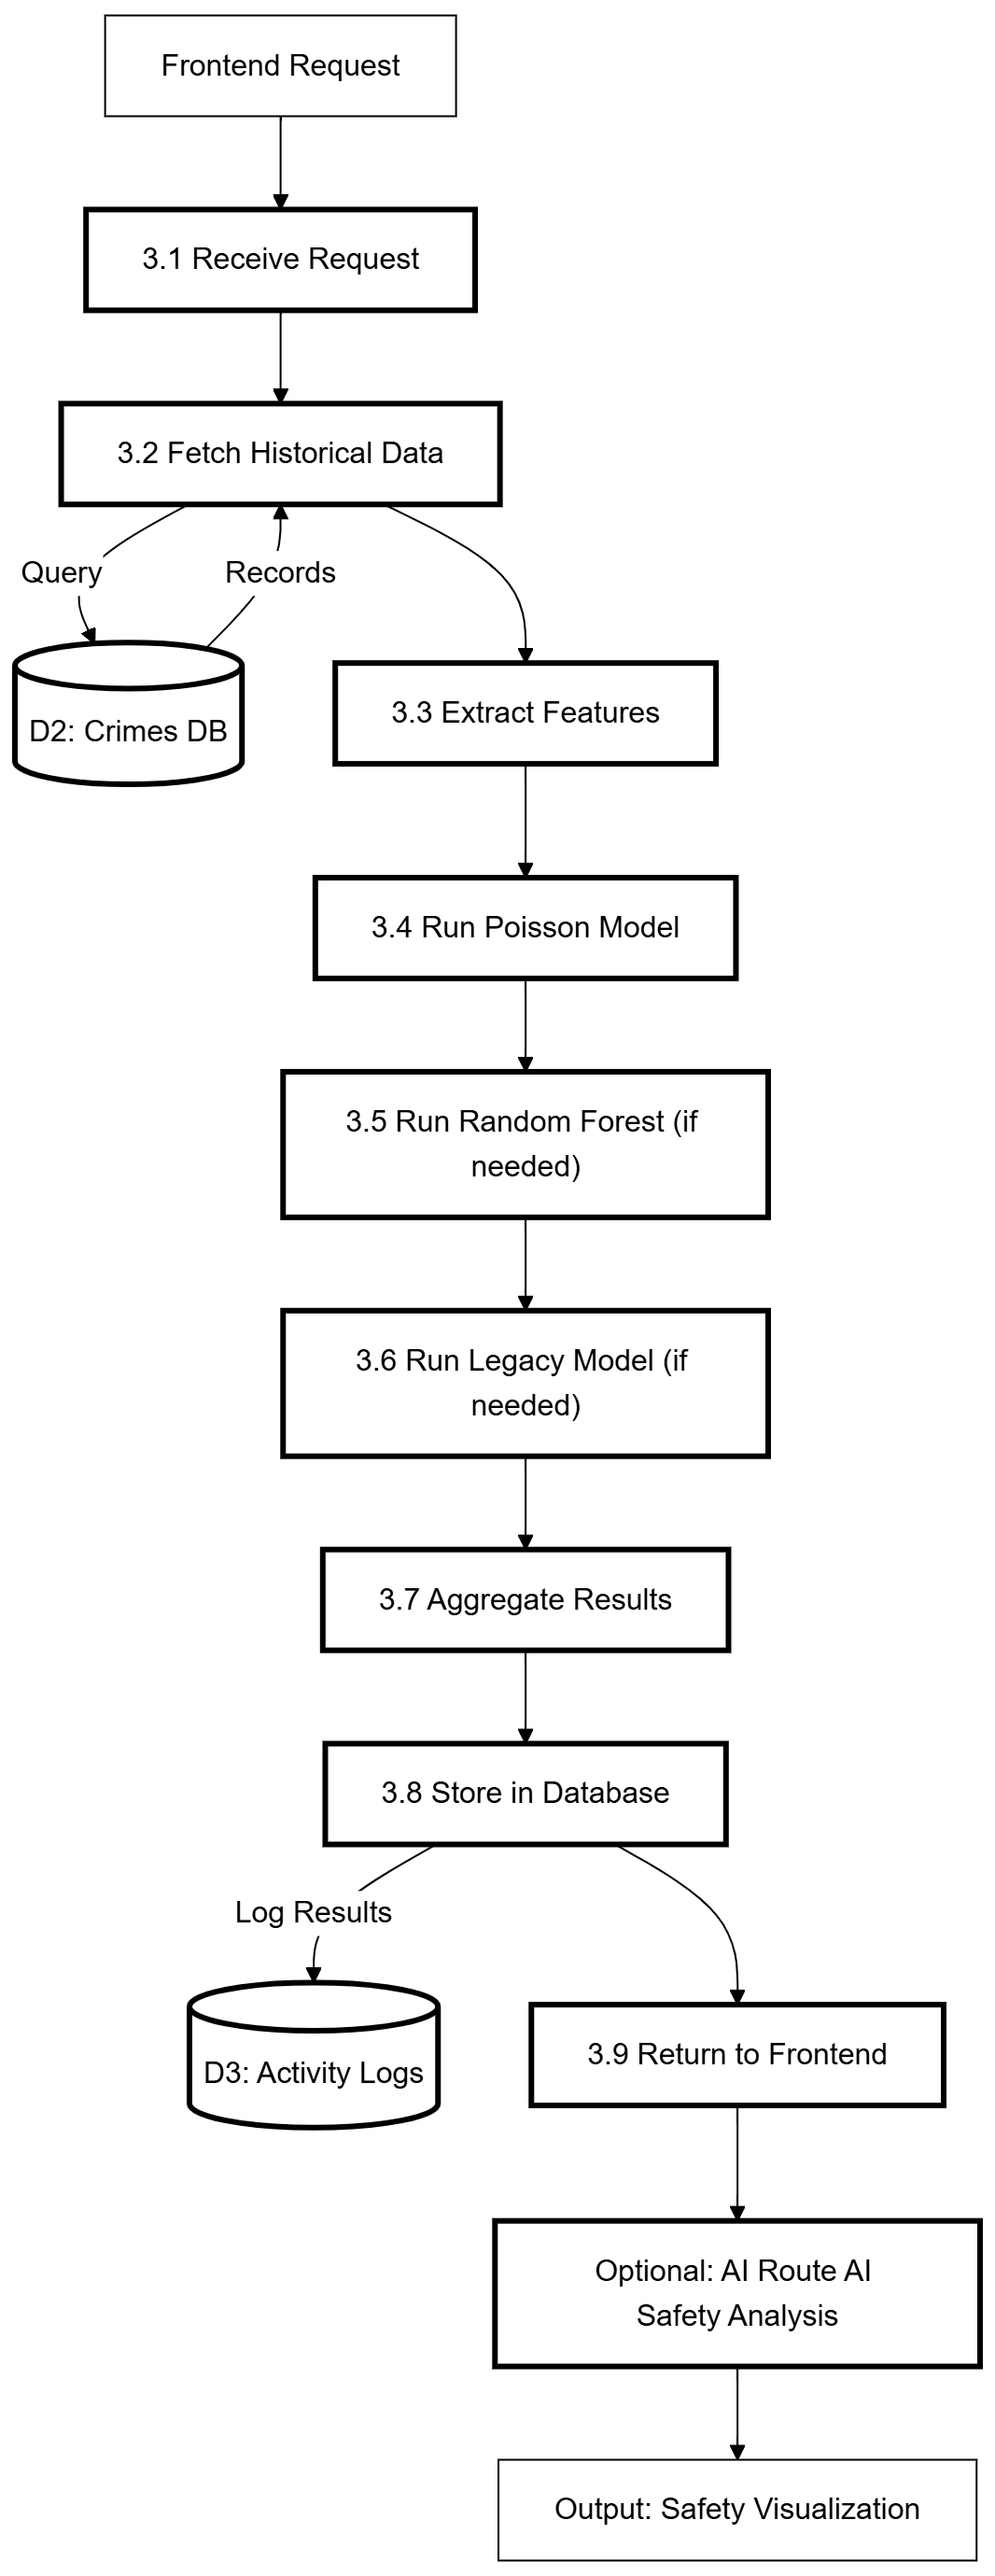 Frontend Request
3.1 Receive Request
3.2 Fetch Historical Data
Query
Records
D2: Crimes DB
3.3 Extract Features
3.4 Run Poisson Model
3.5 Run Random Forest (if
needed)
3.6 Run Legacy Model (if
needed)
3.7 Aggregate Results
3.8 Store in Database
Log Results
D3: Activity Logs
3.9 Return to Frontend
Optional: AI Route AI
Safety Analysis
Output: Safety Visualization